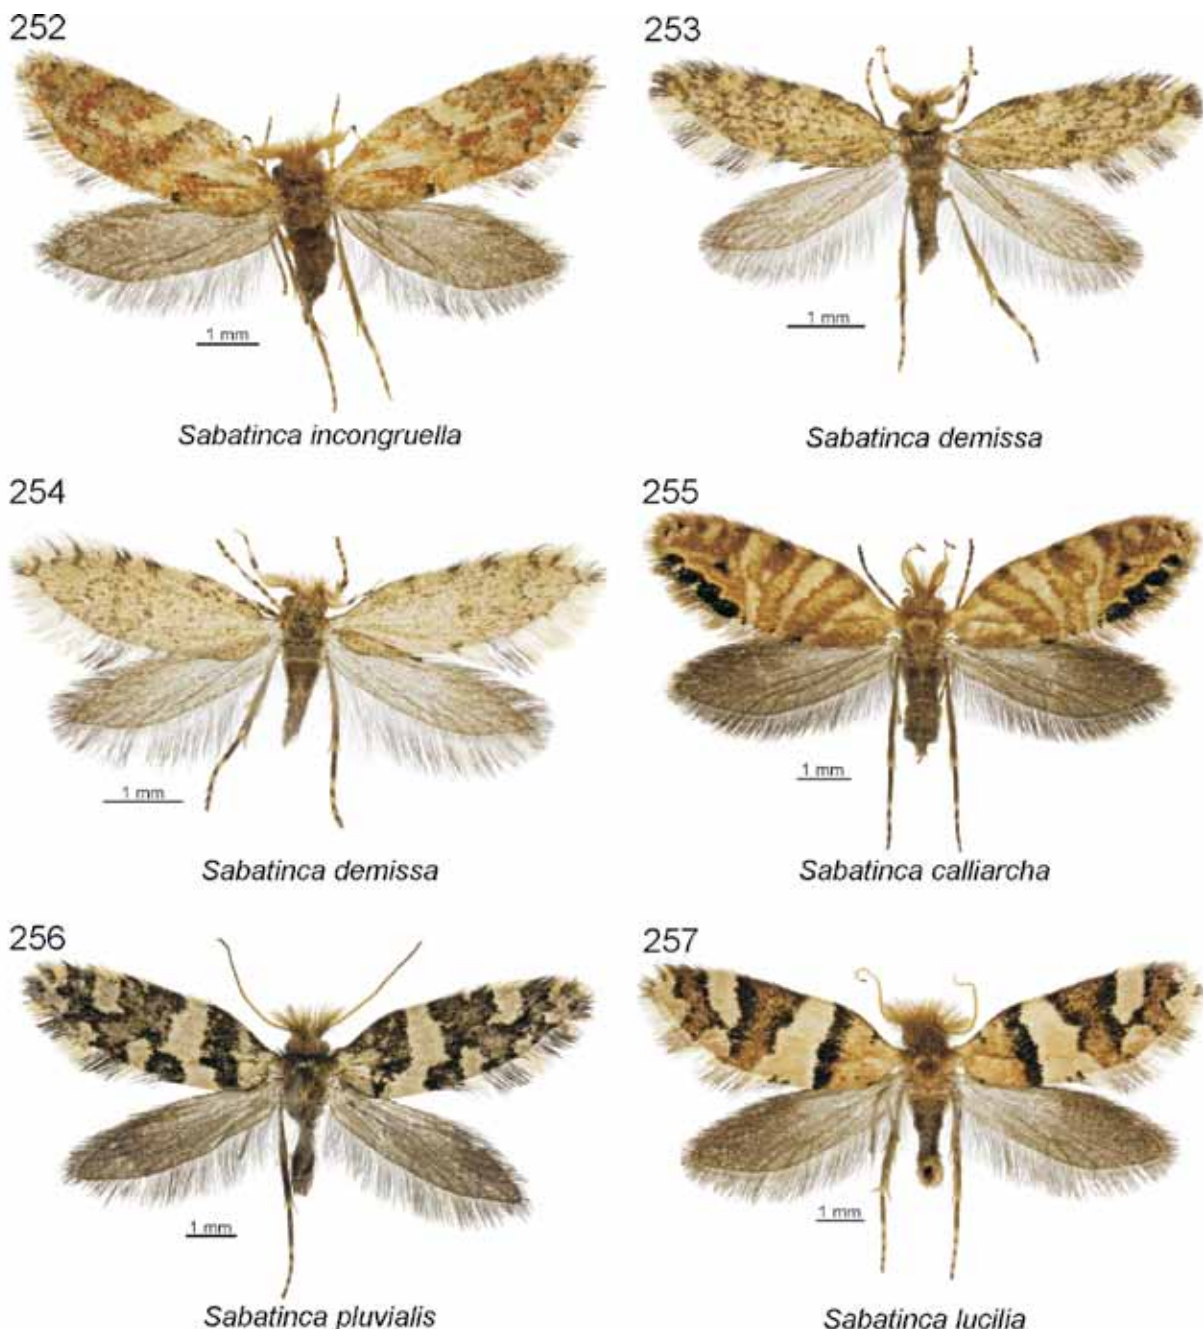 252
253
1 mm
1 mm
Sabatinca incongruella
Sabatinca demissa
254
255
1 mm
1 mm
Sabatinca demissa
Sabatinca calliarcha
256
257
1 mm
1 mm
Sabatinca pluvialis
Sabatinca lucilia